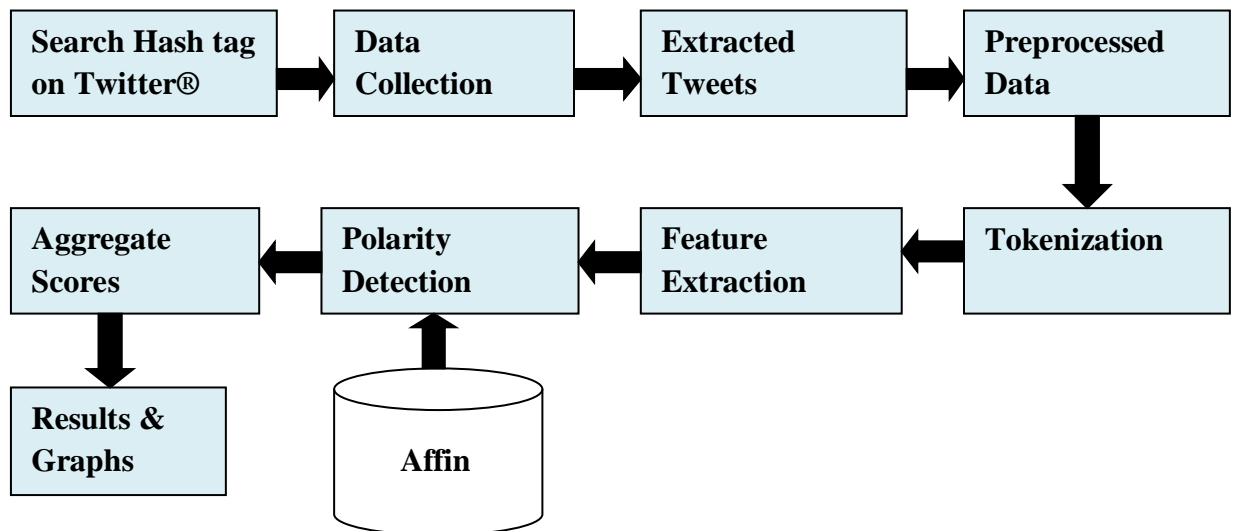 Search Hash tag
on Twitter®
Data
Collection
Extracted
Tweets
Preprocessed
Data
Tokenization
Feature
Extraction
Polarity
Detection
Aggregate
Scores
Results &
Graphs
Affin